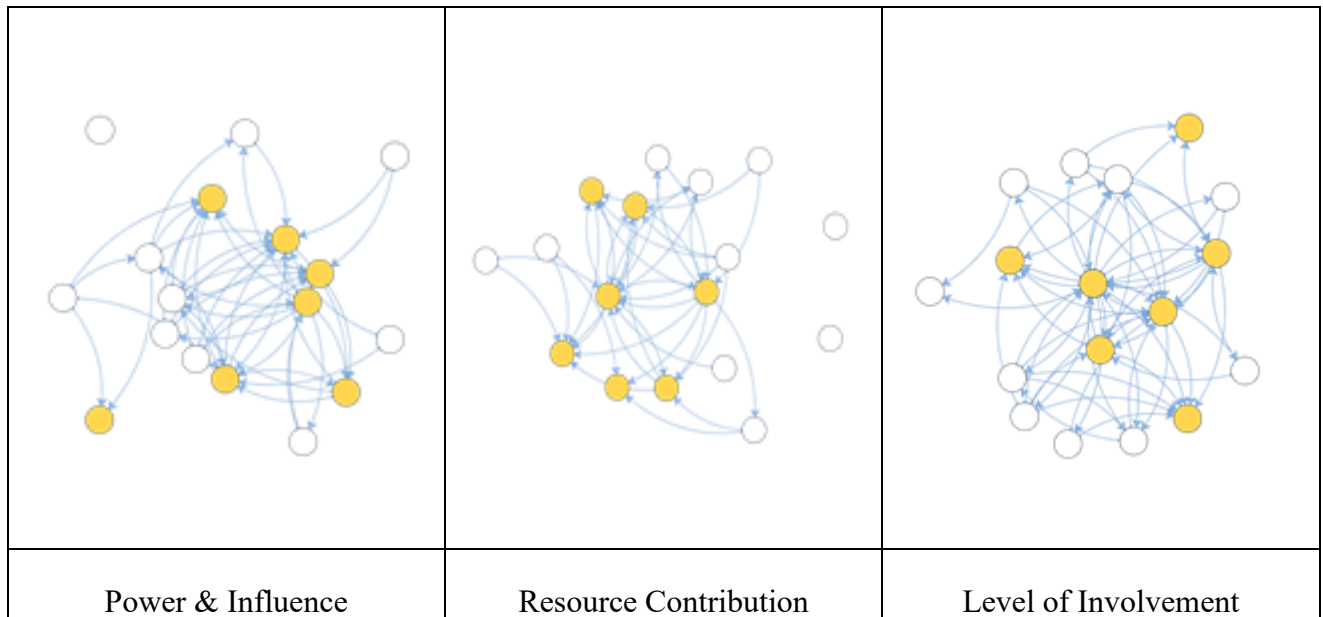 Power & Influence
Resource Contribution
Level of Involvement